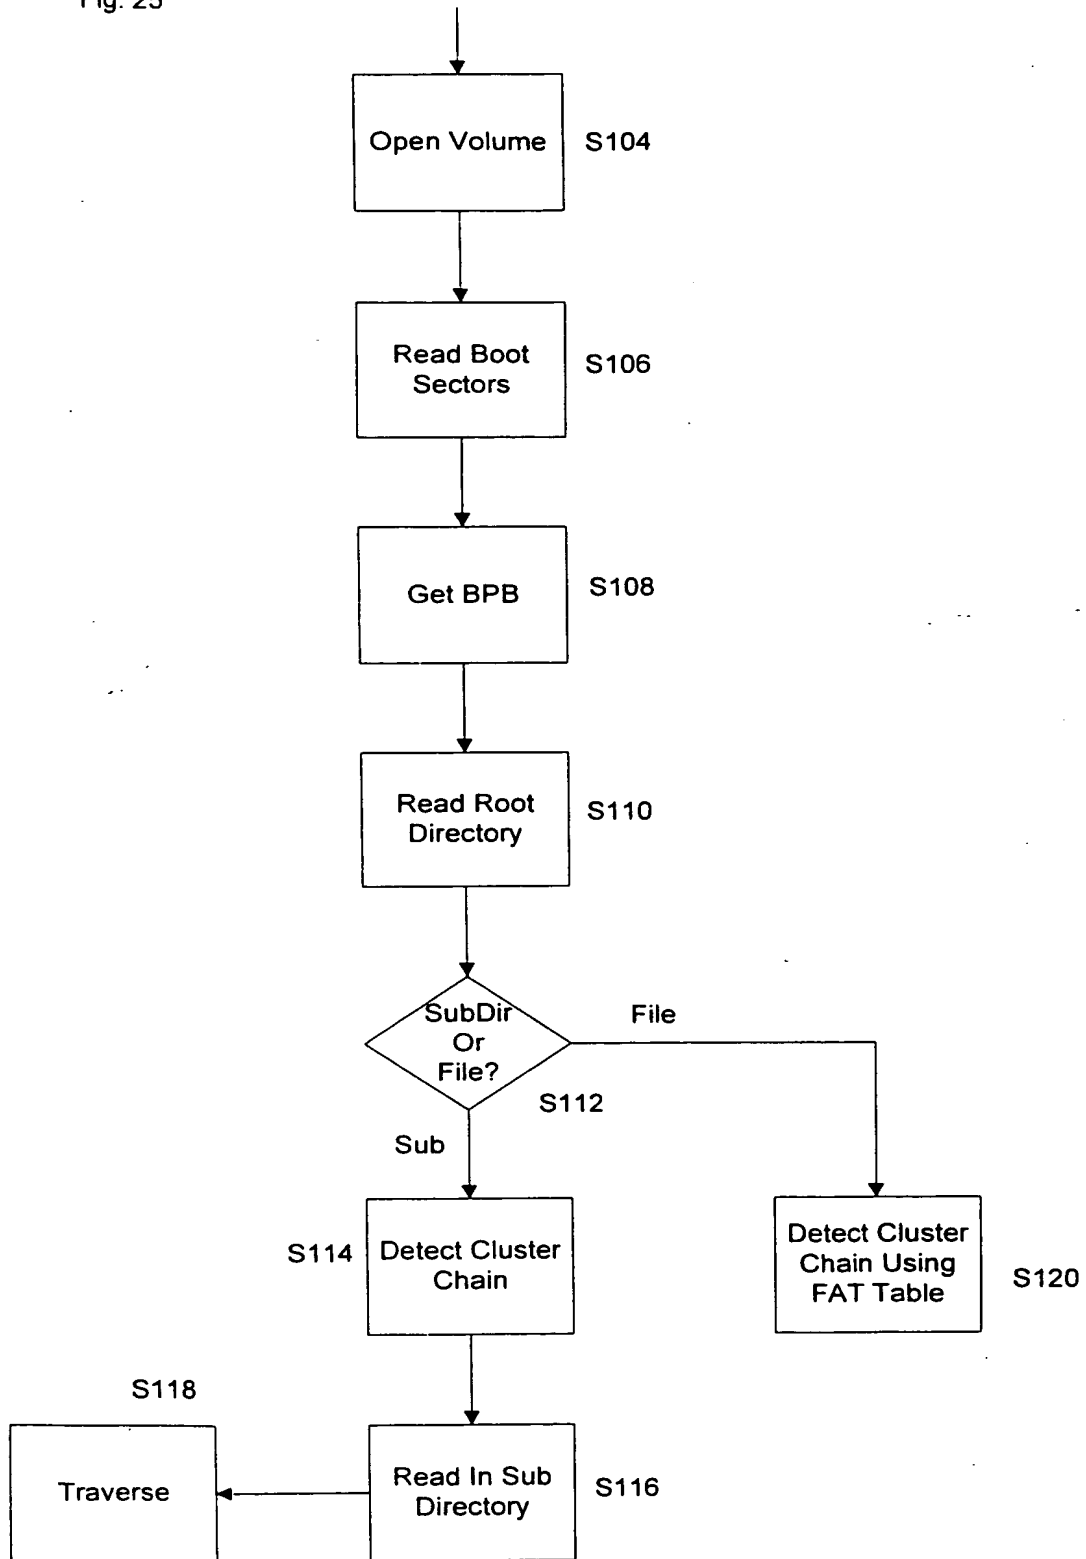 Fig. 25
Open Volume
S104
Read Boot
Sectors
S106
Get BPB
S108
Read Root
Directory
S110
SubDir
Or
File?
File
S112
Sub
S114
Detect Cluster
Chain
Detect Cluster
Chain Using
FAT Table
S120
S118
Traverse
Read In Sub
Directory
S116